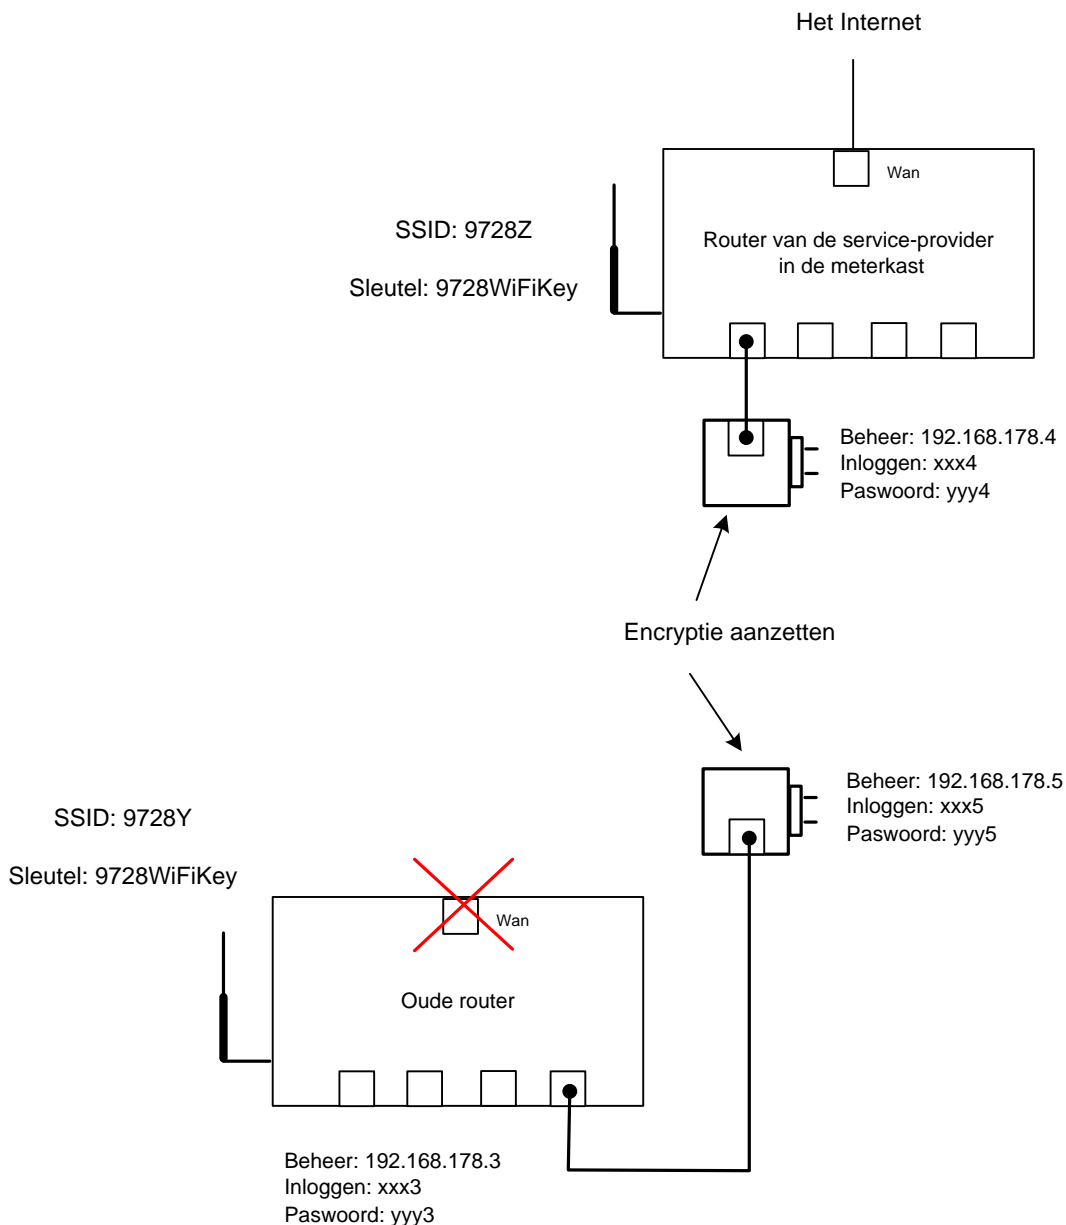 Het Internet
Wan
SSID: 9728Z
Sleutel: 9728WiFiKey
Router van de service-provider
in de meterkast
Beheer: 192.168.178.4
Inloggen: xxx4
Paswoord: yyy4
Encryptie aanzetten
Beheer: 192.168.178.5
Inloggen: xxx5
Paswoord: yyy5
SSID: 9728Y
Sleutel: 9728WiFiKey
Wan
Oude router
Beheer: 192.168.178.3
Inloggen: xxx3
Paswoord: yyy3